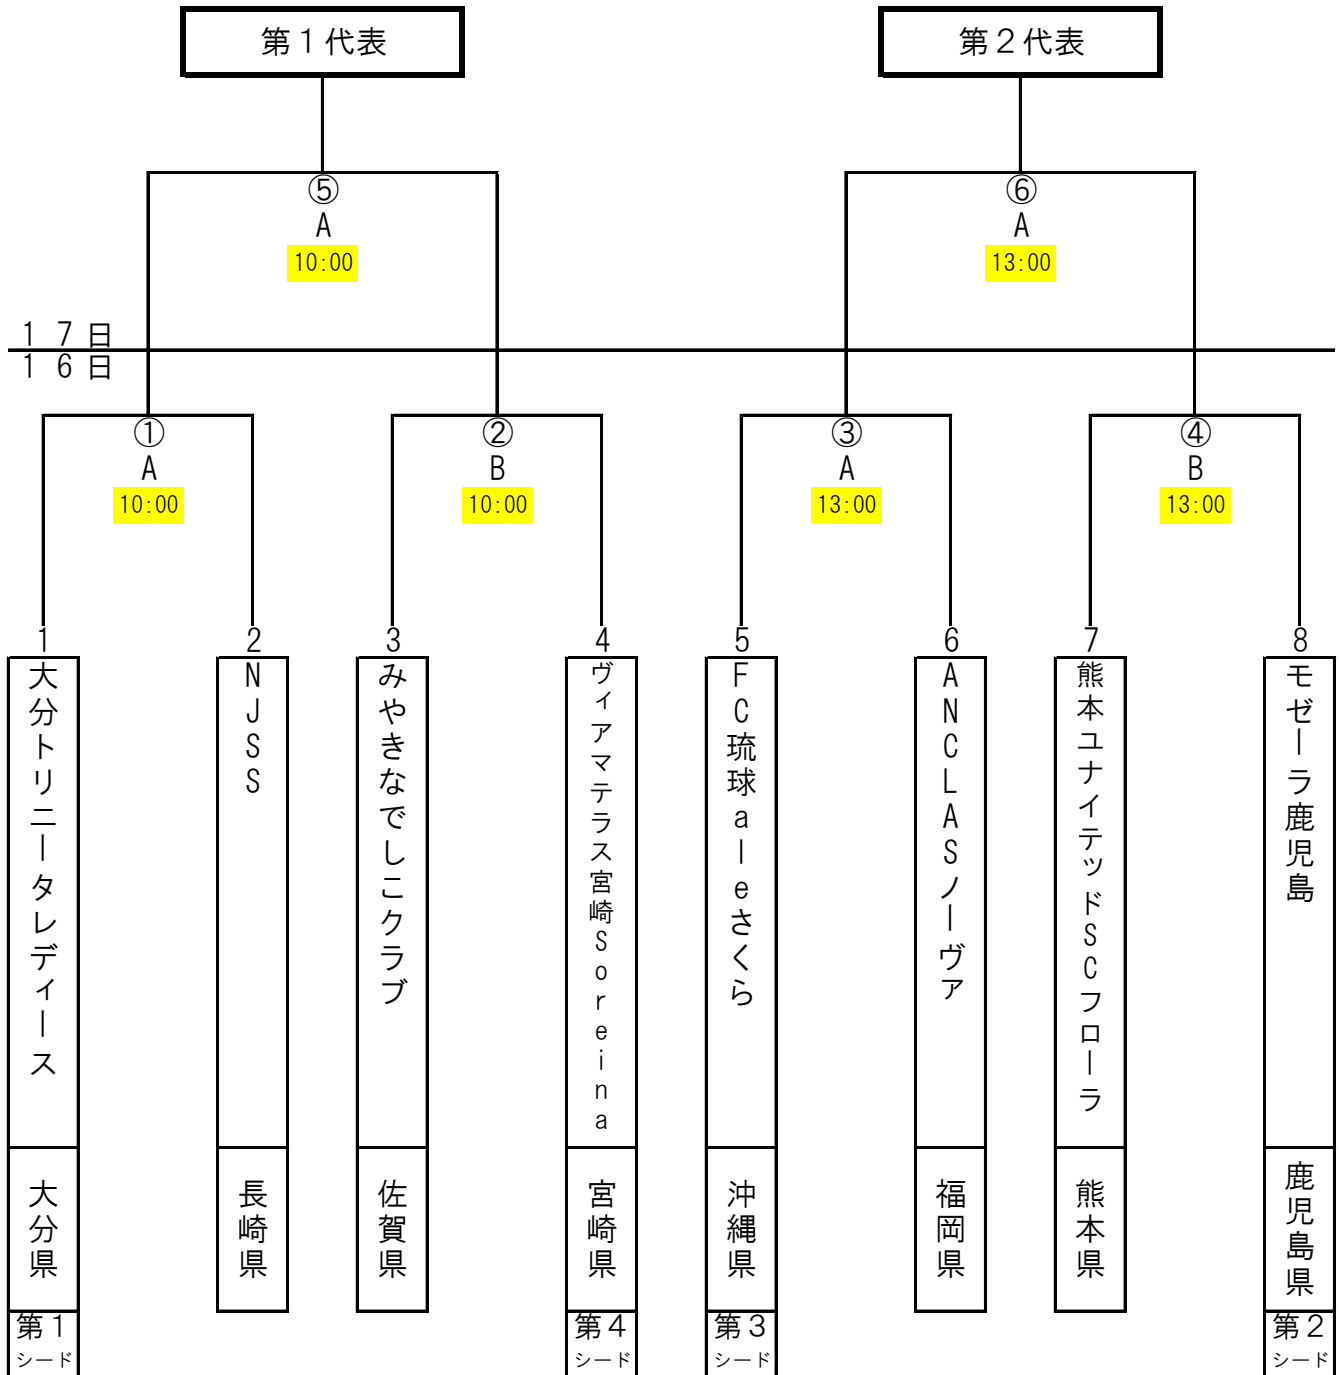 第１代表
第２代表
⑤
A
10:00
⑥
A
13:00
１７日
１６日
①
A
10:00
②
B
10:00
③
A
13:00
④
B
13:00
1
2
3
4
5
6
7
8
大分トリニータレディース
NJSS
みやきなでしこクラブ
ヴィアマテラス宮崎Soreina
FC琉球aleさくら
ANCLASノーヴァ
熊本ユナイテッドSCフローラ
モゼーラ鹿児島
大分県
長崎県
佐賀県
宮崎県
沖縄県
福岡県
熊本県
鹿児島県
第１
シード
第４
シード
第３
シード
第２
シード